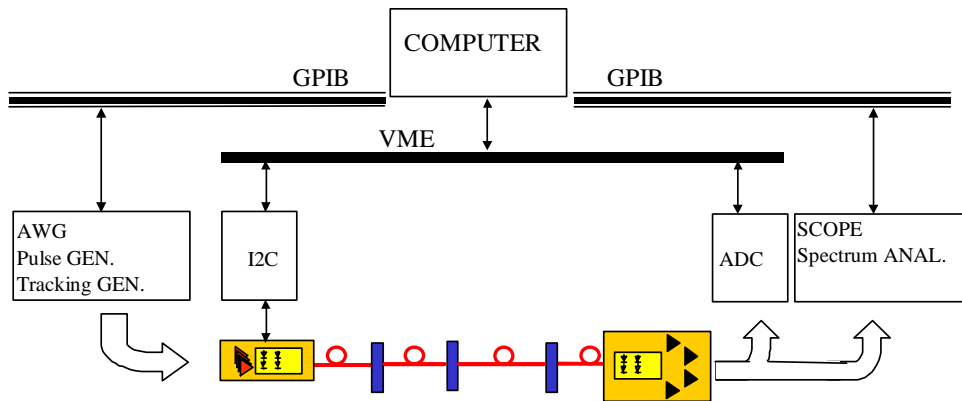 COMPUTER
GPIB
GPIB
VME
AWG
Pulse GEN.
Tracking GEN.
I2C
ADC
SCOPE
Spectrum ANAL.